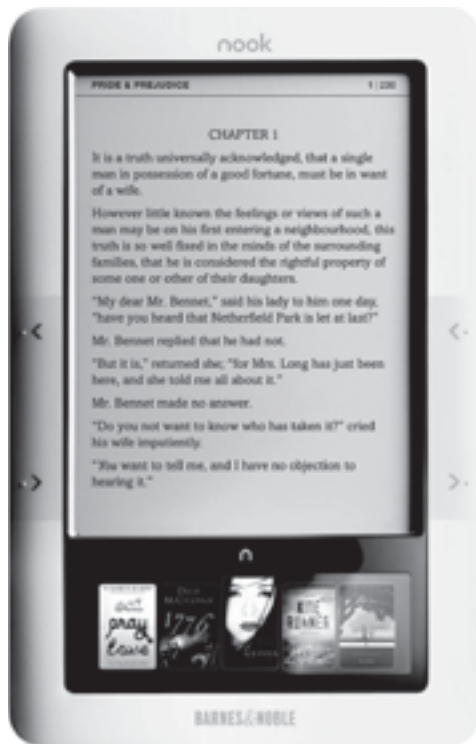 nook
PRIDE & PREJUDICE 1 | 230
CHAPTER 1
It is a truth universally acknowledged, that a single
man in possession of a good fortune, must be in want
of a wife.
However little known the feelings or views of such a
man may be on his first entering a neighbourhood, this
truth is so well fixed in the minds of the surrounding
families, that he is considered the rightful property of
some one or other of their daughters.
“My dear Mr. Bennet,” said his lady to him one day,
“have you heard that Netherfield Park is let at last?”
Mr. Bennet replied that he had not.
“But it is,” returned she; “for Mrs. Long has just been
here, and she told me all about it.”
Mr. Bennet made no answer.
“Do you not want to know who has taken it?” cried
his wife impatiently.
“You want to tell me, and I have no objection to
hearing it.”
eat
pray
love
DAVID
McCULLOUGH
1776
KITE
RUNNER
BARNES&NOBLE